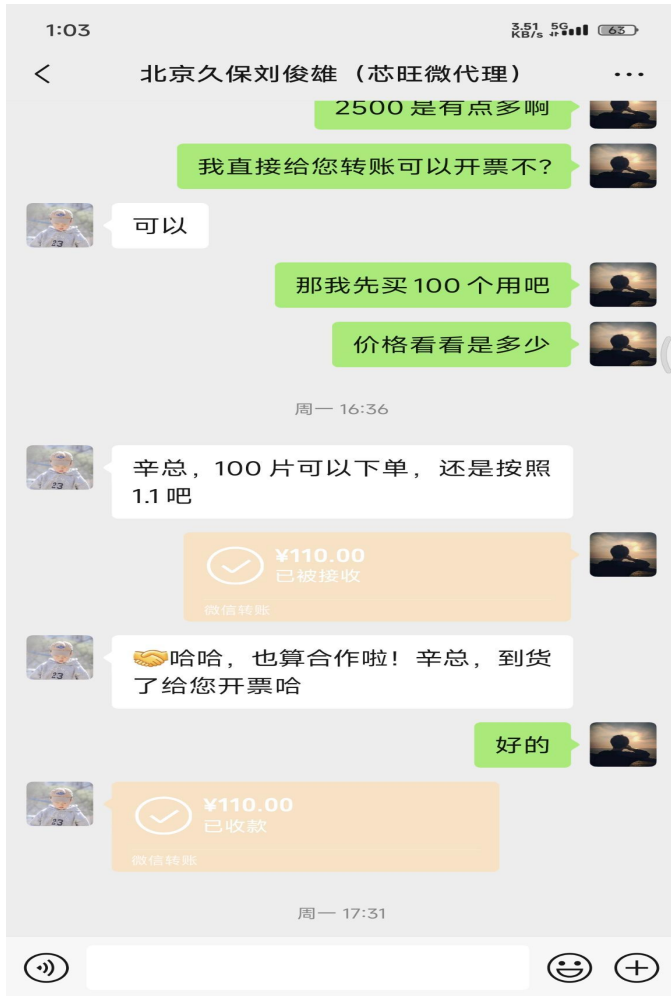 1:03
3.51 KB/s 5G 63
北京久保刘俊雄（芯旺微代理）
2500 是有点多啊
我直接给您转账可以开票不?
可以
那我先买 100 个用吧
价格看看是多少
周一 16:36
辛总，100 片可以下单，还是按照
1.1 吧
¥110.00
已被接收
微信转账
🤝哈哈，也算合作啦！辛总，到货
了给您开票哈
好的
¥110.00
已收款
微信转账
周一 17:31